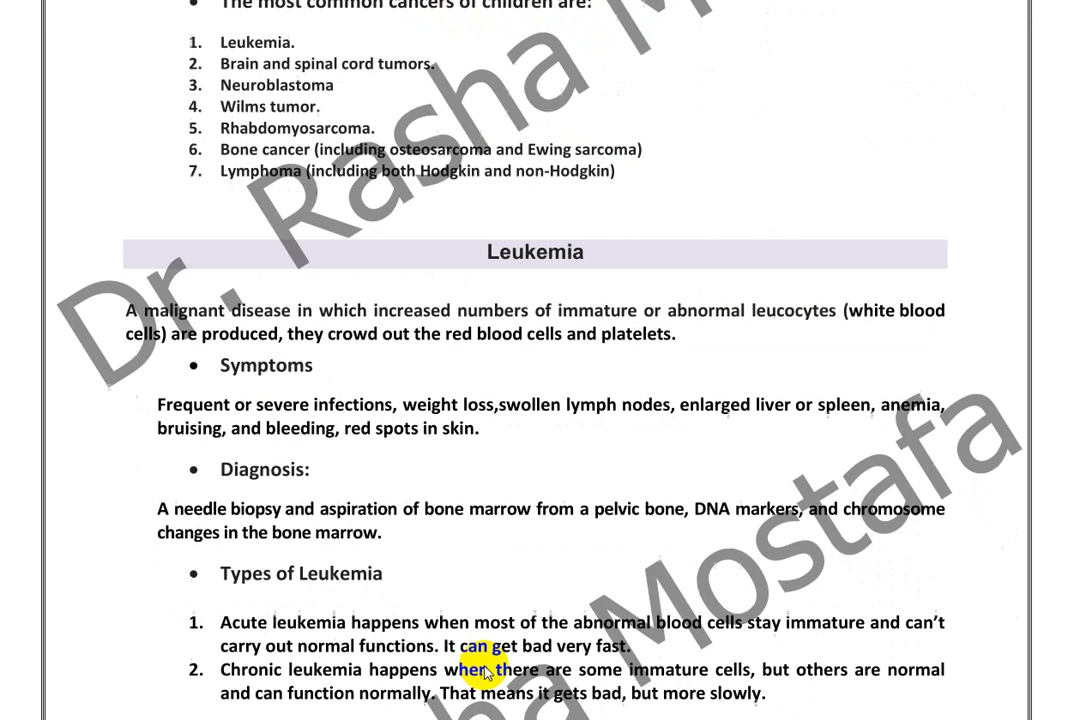 • The most common cancers of children are:
1. Leukemia.
2. Brain and spinal cord tumors.
3. Neuroblastoma
4. Wilms tumor.
5. Rhabdomyosarcoma.
6. Bone cancer (including osteosarcoma and Ewing sarcoma)
7. Lymphoma (including both Hodgkin and non-Hodgkin)
Leukemia
A malignant disease in which increased numbers of immature or abnormal leucocytes (white blood
cells) are produced, they crowd out the red blood cells and platelets.
• Symptoms
Frequent or severe infections, weight loss,swollen lymph nodes, enlarged liver or spleen, anemia,
bruising, and bleeding, red spots in skin.
• Diagnosis:
A needle biopsy and aspiration of bone marrow from a pelvic bone, DNA markers, and chromosome
changes in the bone marrow.
• Types of Leukemia
1. Acute leukemia happens when most of the abnormal blood cells stay immature and can't
carry out normal functions. It can get bad very fast.
2. Chronic leukemia happens when there are some immature cells, but others are normal
and can function normally. That means it gets bad, but more slowly.
Dr. Rasha
Mostafa